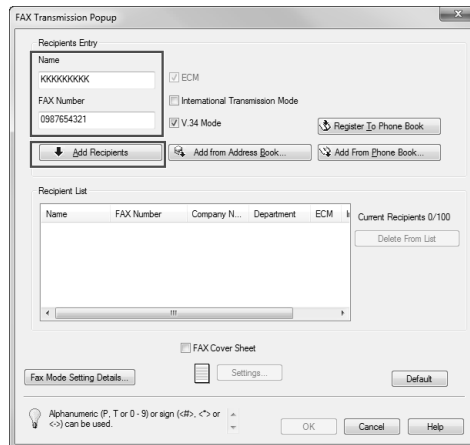 FAX Transmission Popup
Recipients Entry
Name
KKKKKKKKK
FAX Number
0987654321
ECM
International Transmission Mode
V.34 Mode
Register To Phone Book
Add Recipients
Add from Address Book...
Add From Phone Book...
Recipient List
Name FAX Number Company N... Department ECM I
Current Recipients 0/100
Delete From List
FAX Cover Sheet
Fax Mode Setting Details...
Settings...
Default
Alphanumeric (P, T or 0 - 9) or sign (<#>, <*> or
<-> can be used.
OK Cancel Help